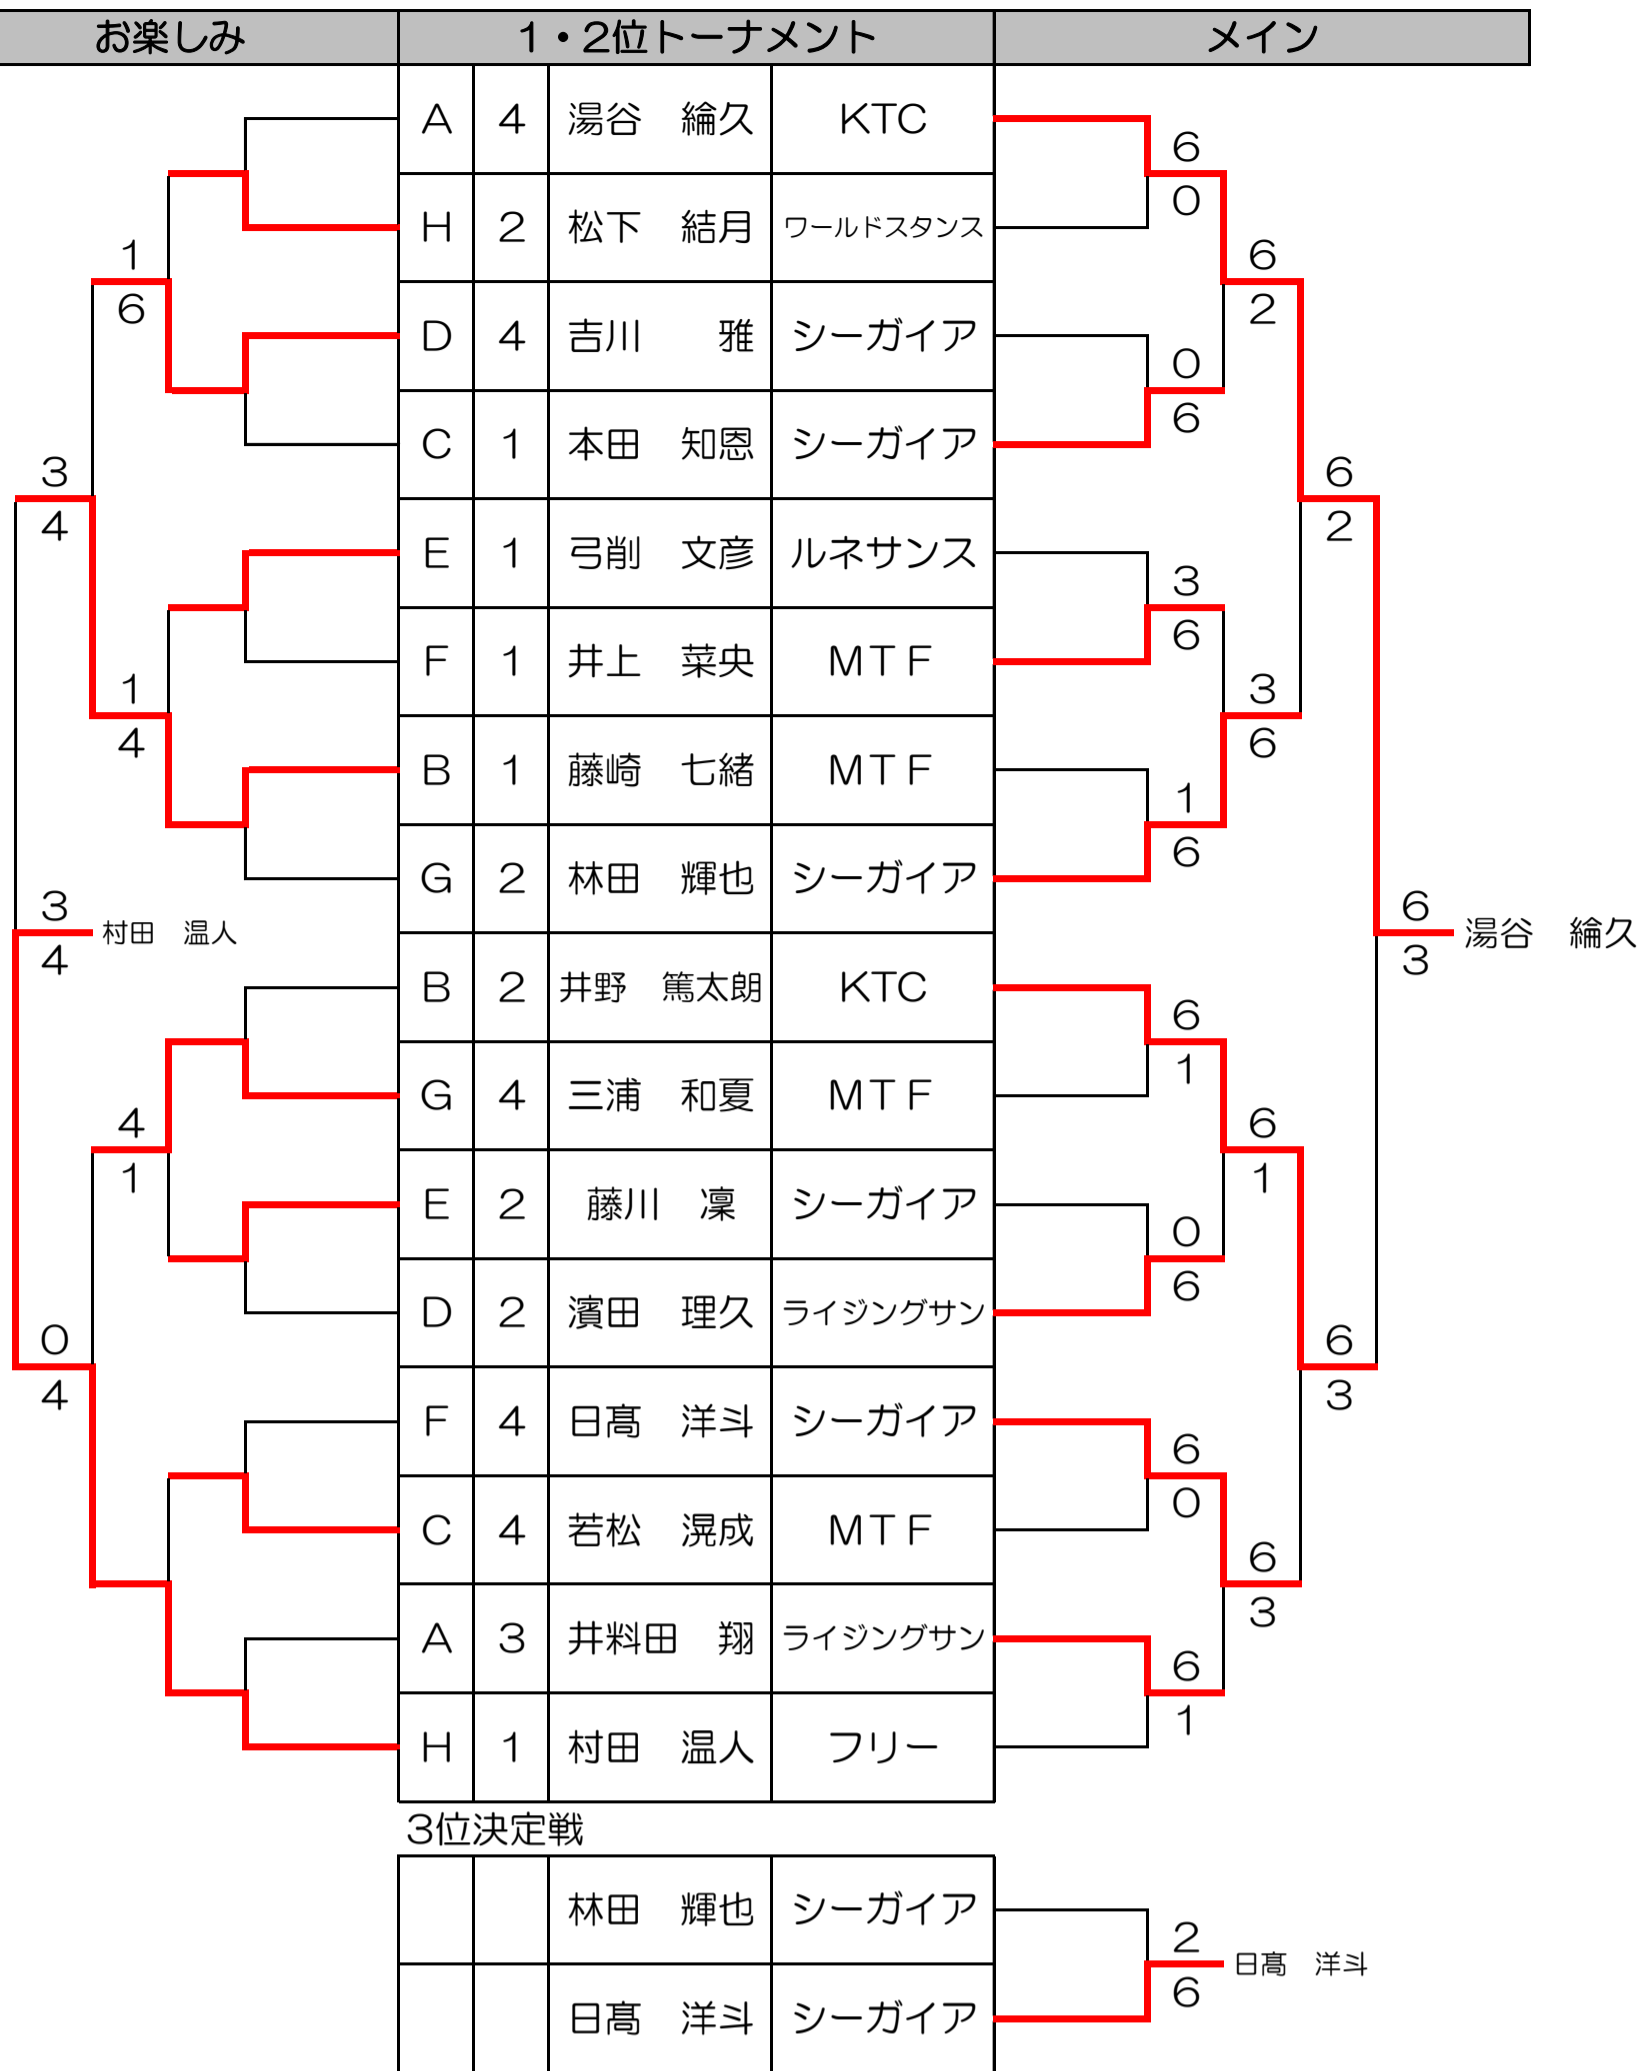 お楽しみ １・２位トーナメント メイン
A 4 湯谷　綸久 KTC
6
H 2 松下　結月 ワールドスタンス
0
1 6
6 D 4 吉川　雅 シーガイア 2
0
C 1 本田　知恩 シーガイア
6
3 6
4 E 1 弓削　文彦 ルネサンス 2
3
F 1 井上　菜央 ＭＴＦ
6
1 3
4 B 1 藤崎　七緒 ＭＴＦ 6
1
G 2 林田　輝也 シーガイア
6
3 6
村田　温人 湯谷　綸久
4 B 2 井野　篤太朗 KTC 3
6
G 4 三浦　和夏 ＭＴＦ
1
4 6
1 E 2 藤川　凜 シーガイア 1
0
D 2 濱田　理久 ライジングサン
6
0 6
4 F 4 日髙　洋斗 シーガイア 3
6
C 4 若松　滉成 ＭＴＦ
0
6
A 3 井料田　翔 ライジングサン 3
6
H 1 村田　温人 フリー
1
3位決定戦
林田　輝也 シーガイア
2
日髙　洋斗
6
日髙　洋斗 シーガイア